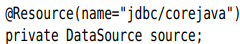 @Resource(name="jdbc/corejava")
private DataSource source;